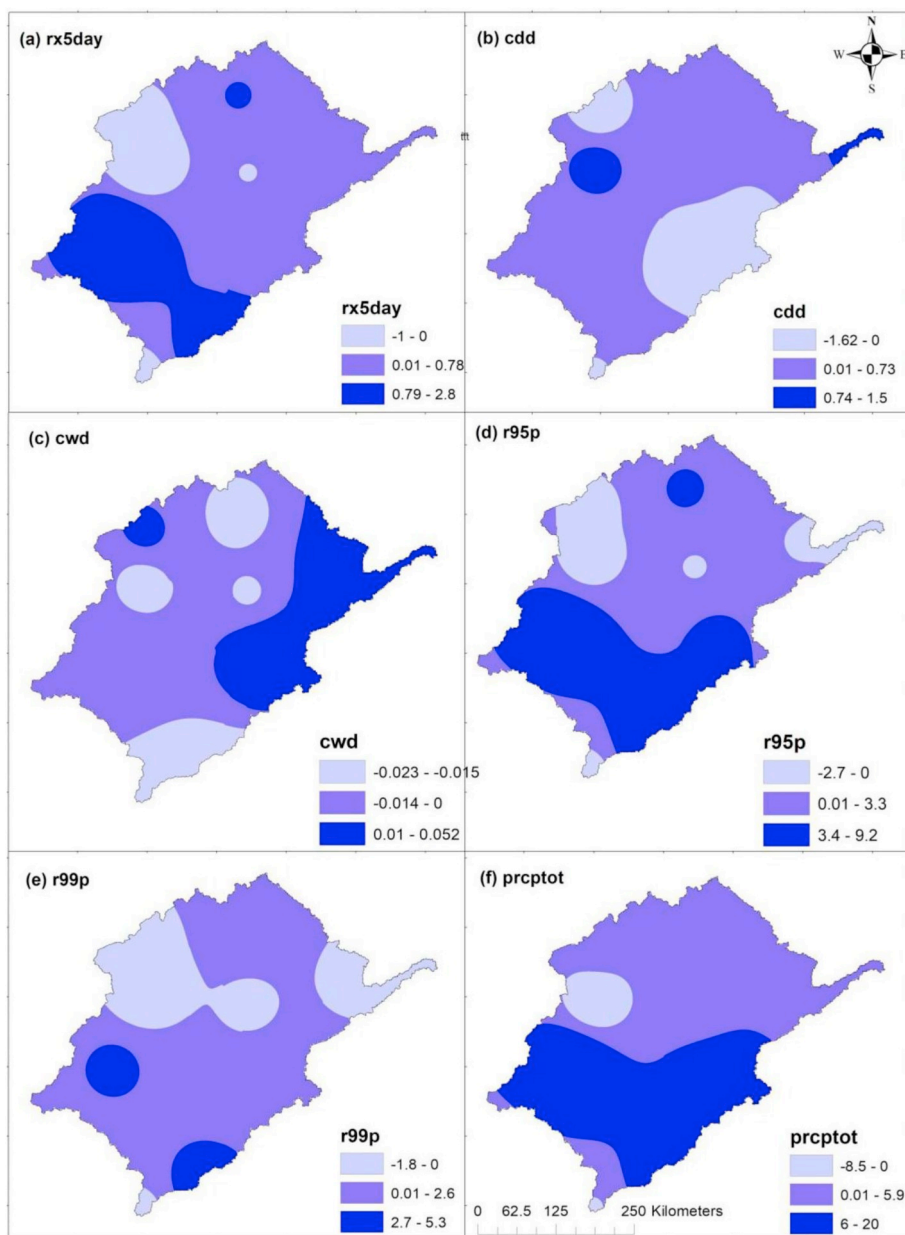 (a) rx5day
rx5day
-1 - 0
0.01 - 0.78
0.79 - 2.8
(b) cdd
N
W E
S
cdd
-1.62 - 0
0.01 - 0.73
0.74 - 1.5
(c) cwd
cwd
-0.023 - -0.015
-0.014 - 0
0.01 - 0.052
(d) r95p
r95p
-2.7 - 0
0.01 - 3.3
3.4 - 9.2
(e) r99p
r99p
-1.8 - 0
0.01 - 2.6
2.7 - 5.3
(f) prcptot
prcptot
-8.5 - 0
0.01 - 5.9
6 - 20
0 62.5 125 250 Kilometers